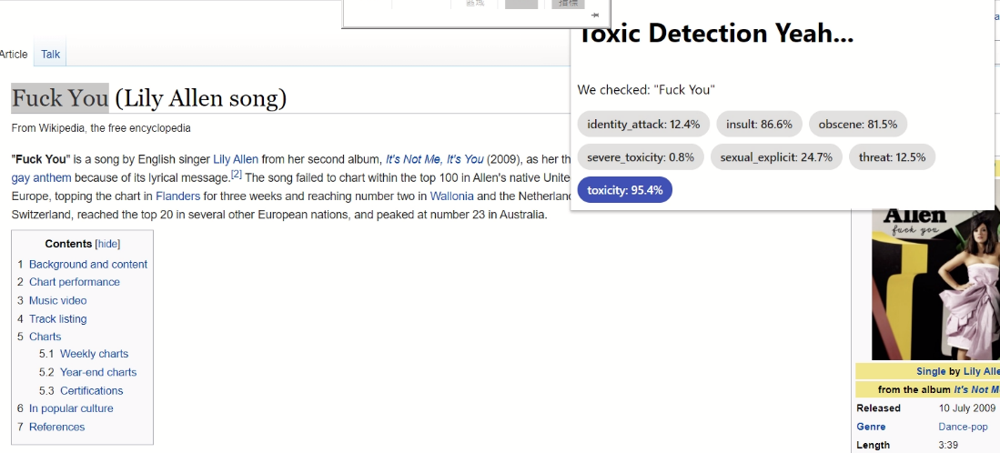 區域
指標
Toxic Detection Yeah...
Article Talk
We checked: "Fuck You"
Fuck You (Lily Allen song)
identity_attack: 12.4% insult: 86.6% obscene: 81.5%
From Wikipedia, the free encyclopedia
severe_toxicity: 0.8% sexual_explicit: 24.7% threat: 12.5%
toxicity: 95.4%
"Fuck You" is a song by English singer Lily Allen from her second album, It's Not Me, It's You (2009), as her th
gay anthem because of its lyrical message.[2] The song failed to chart within the top 100 in Allen's native Unite
Europe, topping the chart in Flanders for three weeks and reaching number two in Wallonia and the Netherlan
Switzerland, reached the top 20 in several other European nations, and peaked at number 23 in Australia.
Contents [hide]
1 Background and content
2 Chart performance
3 Music video
4 Track listing
5 Charts
5.1 Weekly charts
5.2 Year-end charts
5.3 Certifications
6 In popular culture
7 References
Allen
fuck you
Single by Lily Alle
from the album It's Not M
Released 10 July 2009
Genre Dance-pop
Length 3:39